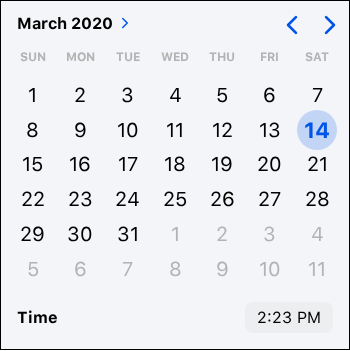 March 2020
SUN MON TUE WED THU FRI SAT
1 2 3 4 5 6 7
8 9 10 11 12 13 14
15 16 17 18 19 20 21
22 23 24 25 26 27 28
29 30 31 1 2 3 4
5 6 7 8 9 10 11
Time 2:23 PM